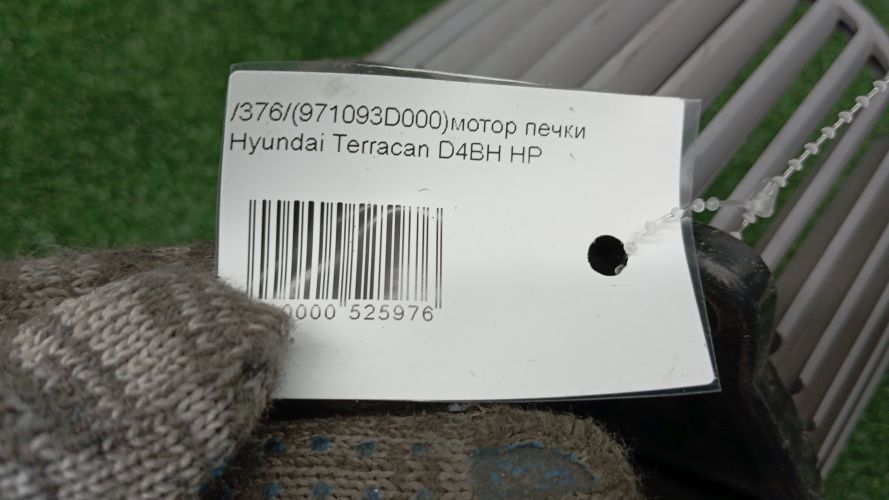 /376/(971093D000)мотор печки
Hyundai Terracan D4BH HP
0000 525976